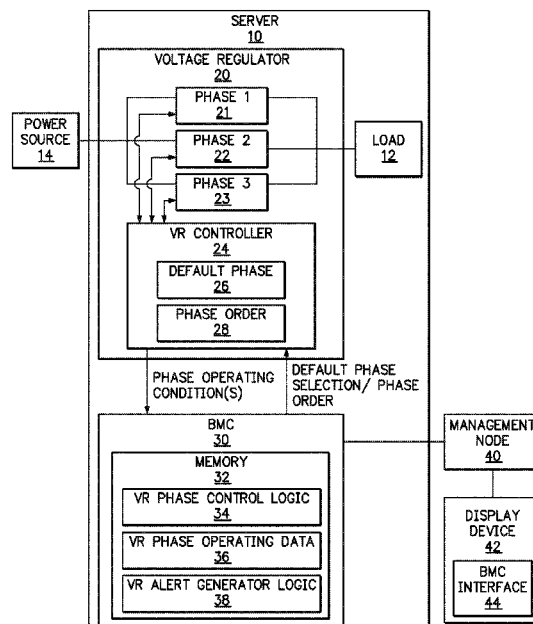 SERVER
10
VOLTAGE REGULATOR
20
PHASE 1
21
POWER
SOURCE
14
PHASE 2
22
LOAD
12
PHASE 3
23
VR CONTROLLER
24
DEFAULT PHASE
26
PHASE ORDER
28
PHASE OPERATING
CONDITION(S)
DEFAULT PHASE
SELECTION/ PHASE
ORDER
BMC
30
MEMORY
32
VR PHASE CONTROL LOGIC
34
VR PHASE OPERATING DATA
36
VR ALERT GENERATOR LOGIC
38
MANAGEMENT
NODE
40
DISPLAY
DEVICE
42
BMC
INTERFACE
44